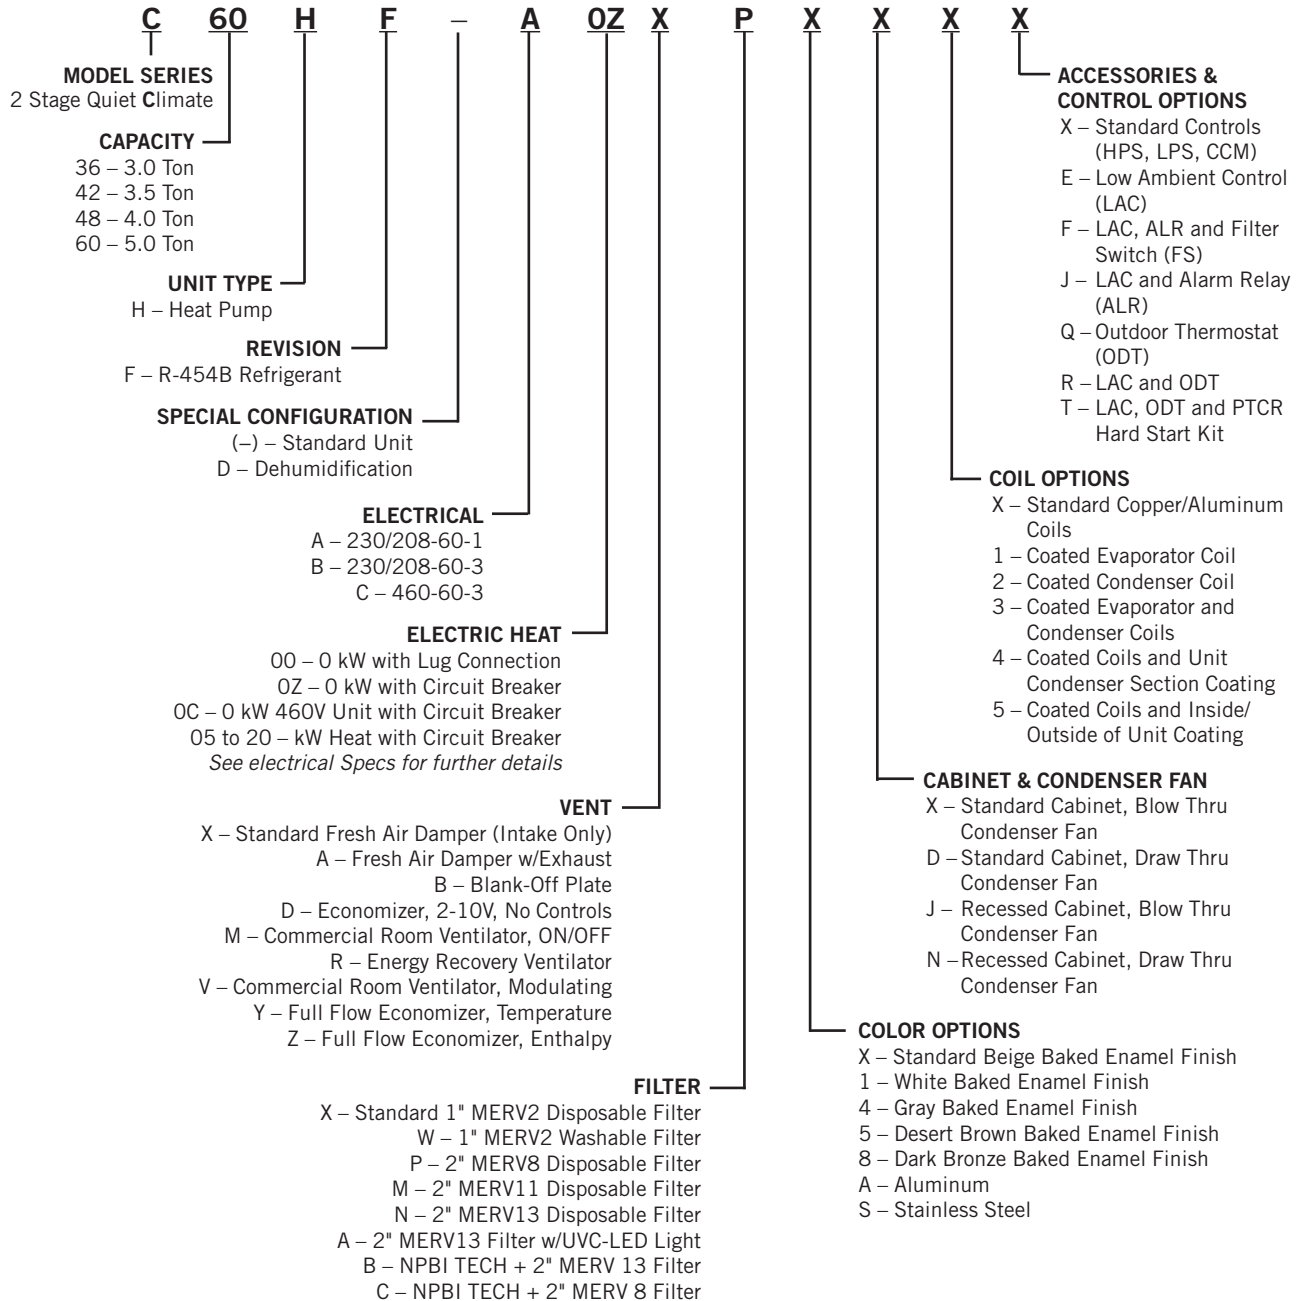 C 60 H F – A 0Z X P X X X X
MODEL SERIES
2 Stage Quiet Climate
CAPACITY
36 – 3.0 Ton
42 – 3.5 Ton
48 – 4.0 Ton
60 – 5.0 Ton
UNIT TYPE
H – Heat Pump
REVISION
F – R-454B Refrigerant
SPECIAL CONFIGURATION
(–) – Standard Unit
D – Dehumidification
ELECTRICAL
A – 230/208-60-1
B – 230/208-60-3
C – 460-60-3
ELECTRIC HEAT
00 – 0 kW with Lug Connection
0Z – 0 kW with Circuit Breaker
0C – 0 kW 460V Unit with Circuit Breaker
05 to 20 – kW Heat with Circuit Breaker
See electrical Specs for further details
VENT
X – Standard Fresh Air Damper (Intake Only)
A – Fresh Air Damper w/Exhaust
B – Blank-Off Plate
D – Economizer, 2-10V, No Controls
M – Commercial Room Ventilator, ON/OFF
R – Energy Recovery Ventilator
V – Commercial Room Ventilator, Modulating
Y – Full Flow Economizer, Temperature
Z – Full Flow Economizer, Enthalpy
FILTER
X – Standard 1" MERV2 Disposable Filter
W – 1" MERV2 Washable Filter
P – 2" MERV8 Disposable Filter
M – 2" MERV11 Disposable Filter
N – 2" MERV13 Disposable Filter
A – 2" MERV13 Filter w/UVC-LED Light
B – NPBI TECH + 2" MERV 13 Filter
C – NPBI TECH + 2" MERV 8 Filter
ACCESSORIES &
CONTROL OPTIONS
X – Standard Controls
(HPS, LPS, CCM)
E – Low Ambient Control
(LAC)
F – LAC, ALR and Filter
Switch (FS)
J – LAC and Alarm Relay
(ALR)
Q – Outdoor Thermostat
(ODT)
R – LAC and ODT
T – LAC, ODT and PTCR
Hard Start Kit
COIL OPTIONS
X – Standard Copper/Aluminum
Coils
1 – Coated Evaporator Coil
2 – Coated Condenser Coil
3 – Coated Evaporator and
Condenser Coils
4 – Coated Coils and Unit
Condenser Section Coating
5 – Coated Coils and Inside/
Outside of Unit Coating
CABINET & CONDENSER FAN
X – Standard Cabinet, Blow Thru
Condenser Fan
D – Standard Cabinet, Draw Thru
Condenser Fan
J – Recessed Cabinet, Blow Thru
Condenser Fan
N – Recessed Cabinet, Draw Thru
Condenser Fan
COLOR OPTIONS
X – Standard Beige Baked Enamel Finish
1 – White Baked Enamel Finish
4 – Gray Baked Enamel Finish
5 – Desert Brown Baked Enamel Finish
8 – Dark Bronze Baked Enamel Finish
A – Aluminum
S – Stainless Steel